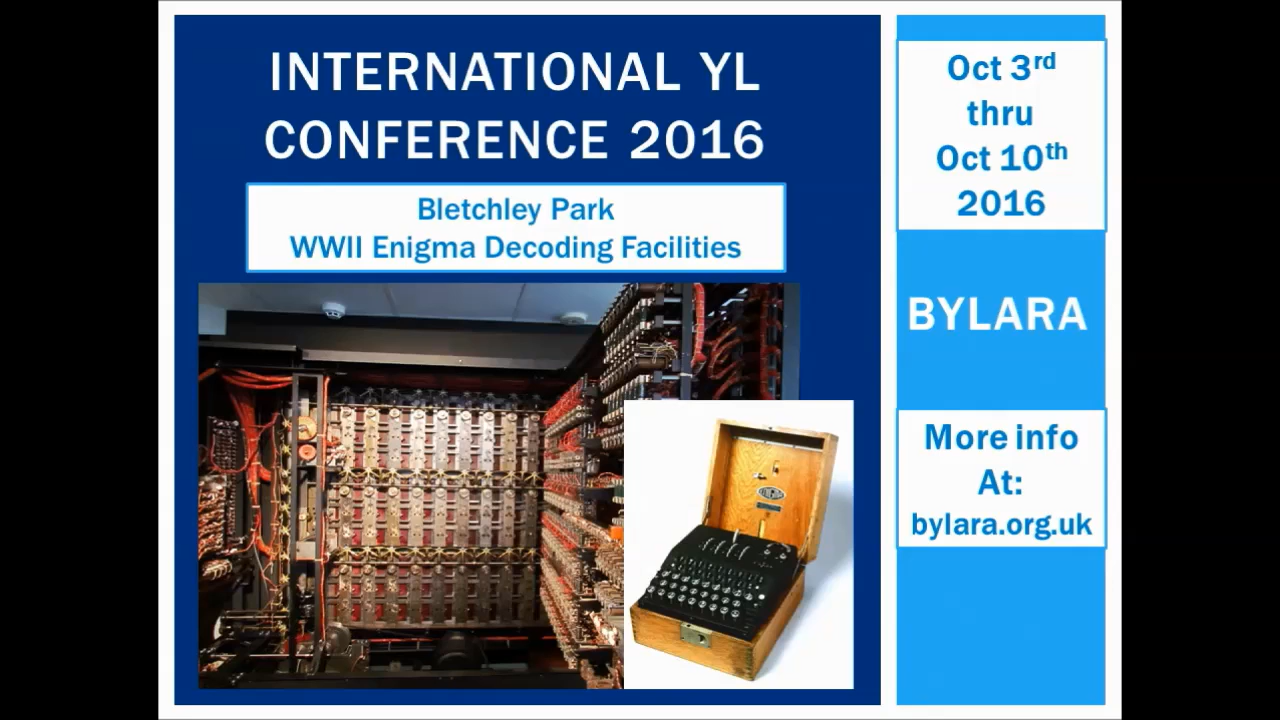 INTERNATIONAL YL
CONFERENCE 2016
Bletchley Park
WWII Enigma Decoding Facilities
Oct 3rd
thru
Oct 10th
2016
BYLARA
More info
At:
bylara.org.uk